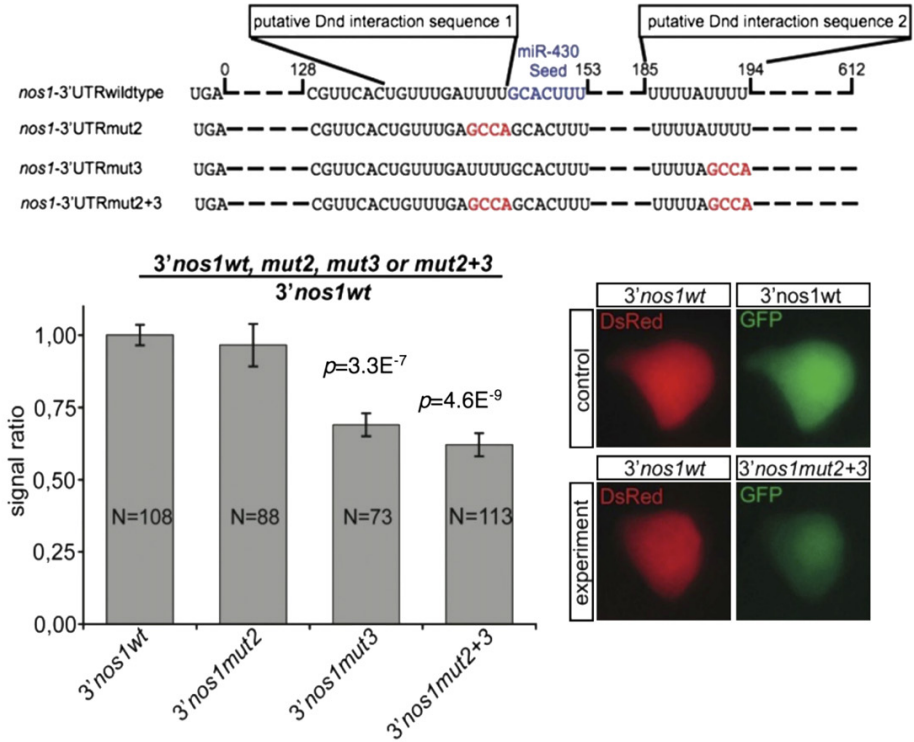 putative Dnd interaction sequence 1
putative Dnd interaction sequence 2
miR-430
Seed
0 128 153 185 194 612
nos1-3'UTRwildtype UGA CGUUCACUGUUUGAUUUUGCACUUU UUUUAUUUU
nos1-3'UTRmut2 UGA CGUUCACUGUUUGAGCCAGCACUUU UUUUAUUUU
nos1-3'UTRmut3 UGA CGUUCACUGUUUGAUUUUGCACUUU UUUUAGCCA
nos1-3'UTRmut2+3 UGA CGUUCACUGUUUGAGCCAGCACUUU UUUUAGCCA
3'nos1wt, mut2, mut3 or mut2+3
3'nos1wt
signal ratio
1,00
0,75
0,50
0,25
0,00
p=3.3E-7
p=4.6E-9
N=108 N=88 N=73 N=113
3'nos1wt
3'nos1mut2
3'nos1mut3
3'nos1mut2+3
3'nos1wt 3'nos1wt
control
DsRed GFP
3'nos1wt 3'nos1mut2+3
experiment
DsRed GFP